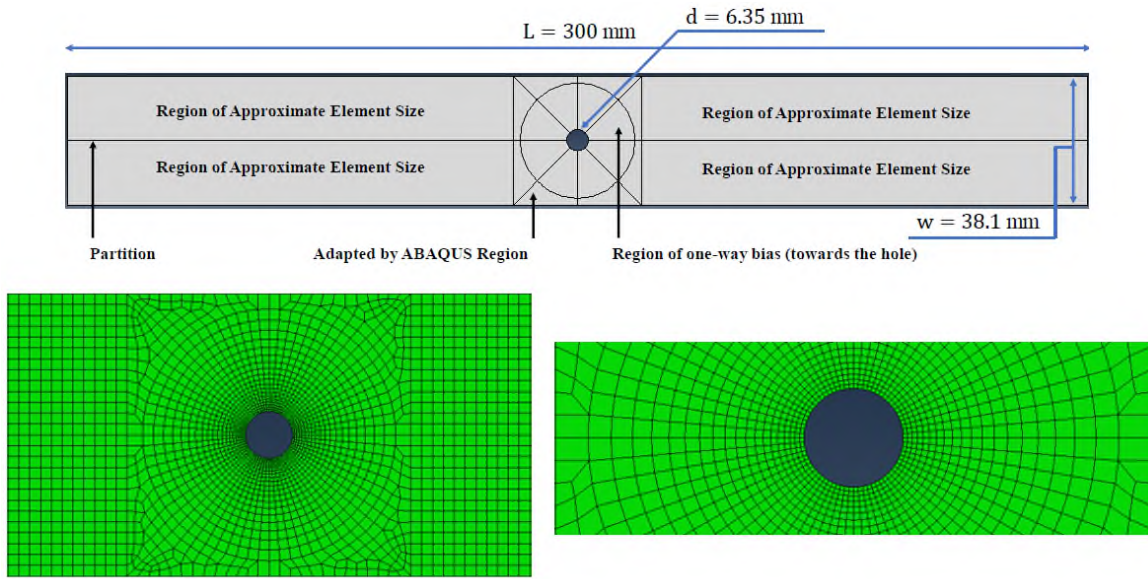 d = 6.35 mm
L = 300 mm
Region of Approximate Element Size
Region of Approximate Element Size
Region of Approximate Element Size
Region of Approximate Element Size
w = 38.1 mm
Partition
Adapted by ABAQUS Region
Region of one-way bias (towards the hole)